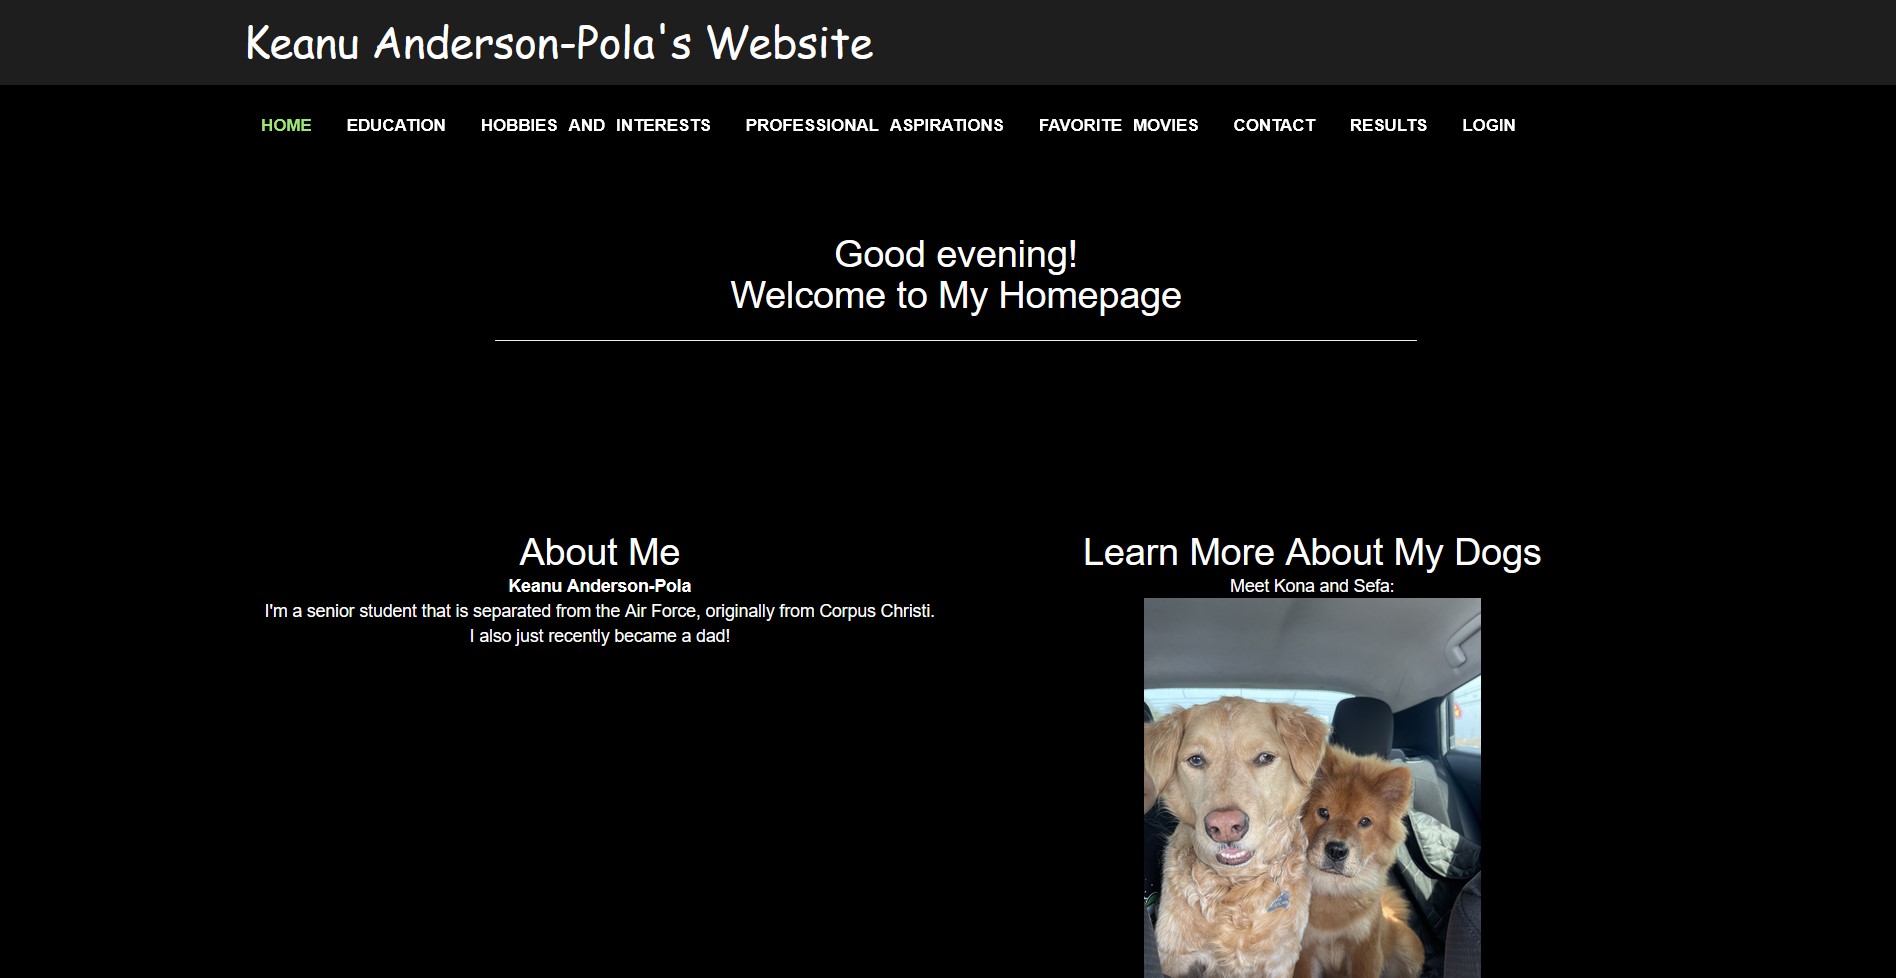 Keanu Anderson-Pola's Website
HOME EDUCATION HOBBIES AND INTERESTS PROFESSIONAL ASPIRATIONS FAVORITE MOVIES CONTACT RESULTS LOGIN
Good evening!
Welcome to My Homepage
About Me
Keanu Anderson-Pola
I'm a senior student that is separated from the Air Force, originally from Corpus Christi.
I also just recently became a dad!
Learn More About My Dogs
Meet Kona and Sefa: